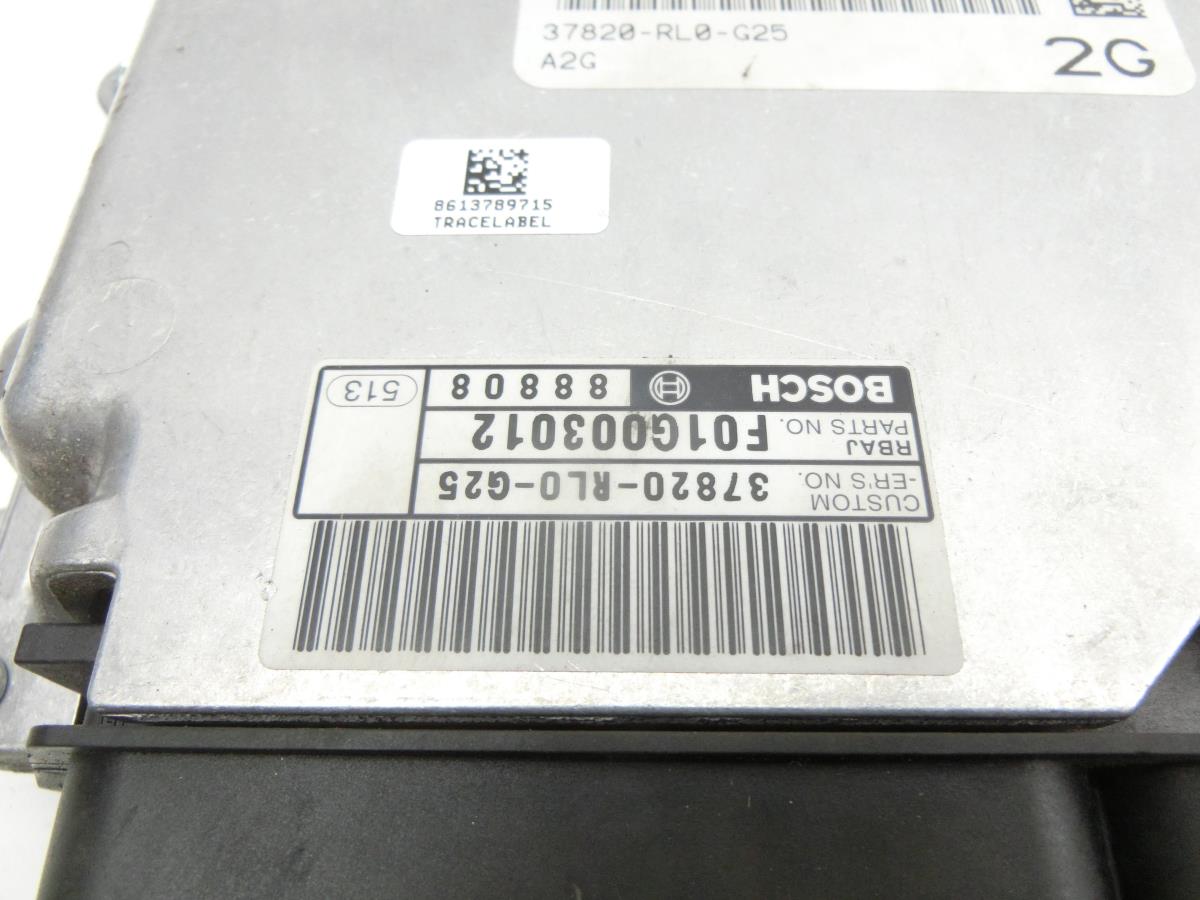 37820-RL0-G25
A2G
2G
8613789715
TRACELABEL
BOSCH 88808 513
RBAJ
PARTS NO. F01G003012
CUSTOM
-ER'S NO. 37820-RL0-G25